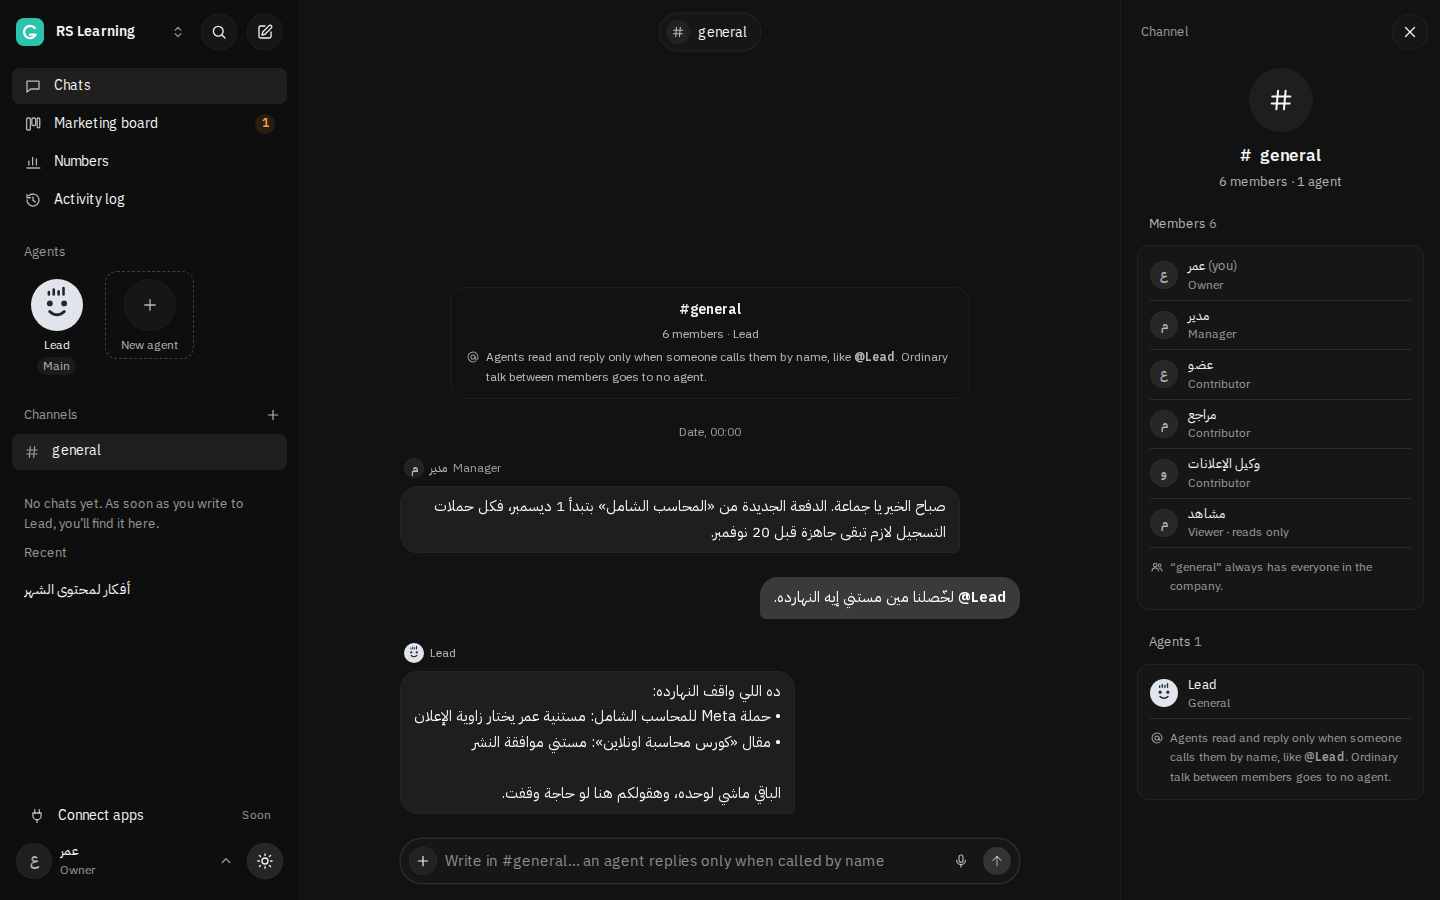 RS Learning
Chats
Marketing board
1
Numbers
Activity log
Agents
Lead
Main
New agent
Channels
# general
No chats yet. As soon as you write to
Lead, you'll find it here.
Recent
أفكار لمحتوى الشهر
Connect apps
Soon
ع
عمر
Owner
# general
#general
6 members · Lead
Agents read and reply only when someone calls them by name, like @Lead. Ordinary
talk between members goes to no agent.
Date, 00:00
م
مدير Manager
صباح الخير يا جماعة. الدفعة الجديدة من «المحاسب الشامل» بتبدأ 1 ديسمبر، فكل حملات
التسجيل لازم تبقى جاهزة قبل 20 نوفمبر.
@Lead لخّصلنا مين مستني إيه النهارده.
Lead
ده اللي واقف النهارده:
• حملة Meta للمحاسب الشامل: مستنية عمر يختار زاوية الإعلان
• مقال «كورس محاسبة اونلاين»: مستني موافقة النشر
الباقي ماشي لوحده، وهقولكم هنا لو حاجة وقفت.
Write in #general... an agent replies only when called by name
Channel
#
# general
6 members · 1 agent
Members 6
ع
عمر (you)
Owner
م
مدير
Manager
ع
عضو
Contributor
م
مراجع
Contributor
و
وكيل الإعلانات
Contributor
م
مشاهد
Viewer · reads only
“general” always has everyone in the
company.
Agents 1
Lead
General
Agents read and reply only when someone
calls them by name, like @Lead. Ordinary
talk between members goes to no agent.